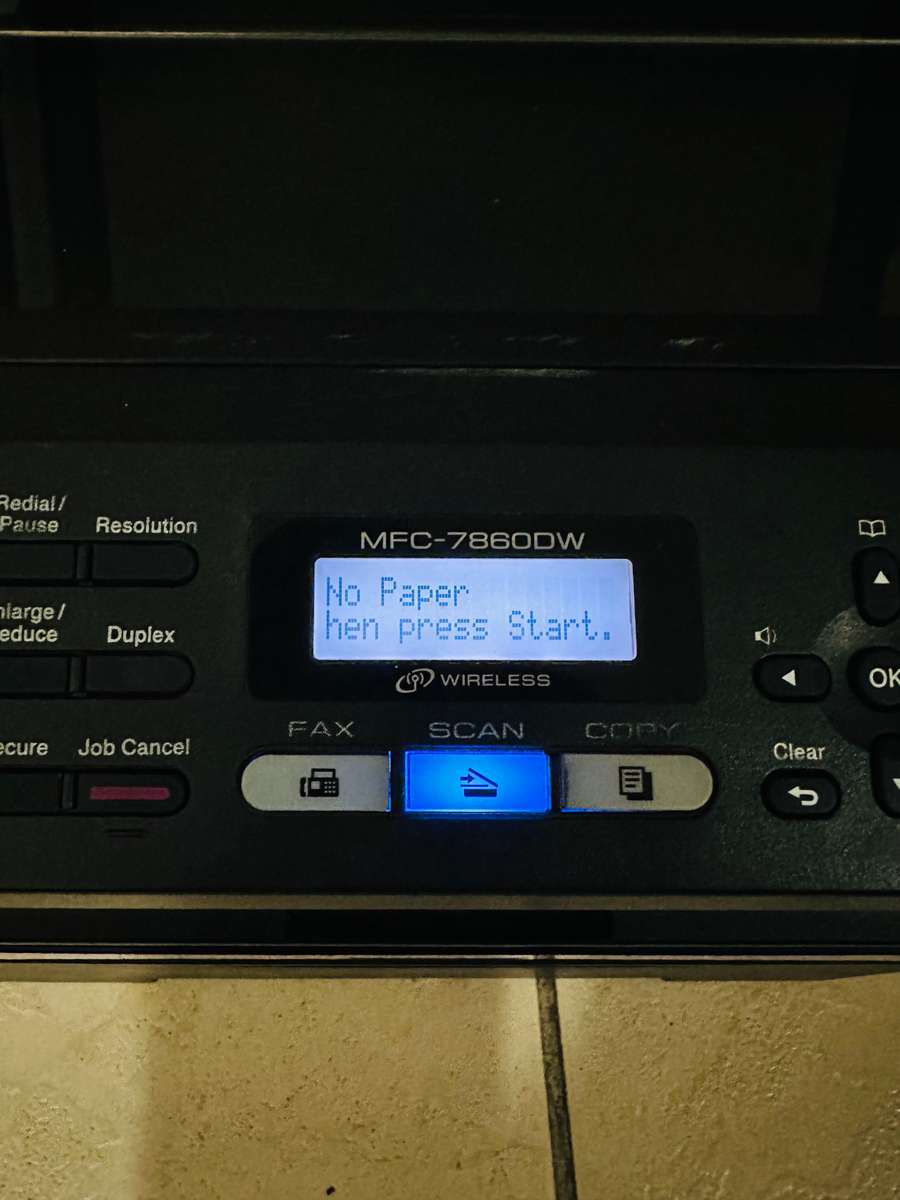 Redial /
Pause
Resolution
MFC-7860DW
No Paper
hen press Start.
WIRELESS
nlarge /
educe
Duplex
OK
ecure
Job Cancel
FAX
SCAN
COPY
Clear